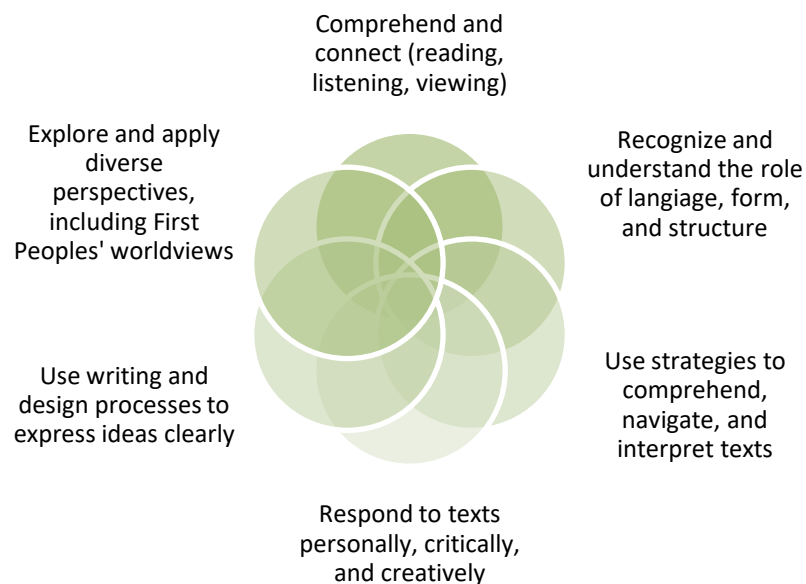 Comprehend and
connect (reading,
listening, viewing)
Recognize and
understand the role
of langiage, form,
and structure
Use strategies to
comprehend,
navigate, and
interpret texts
Respond to texts
personally, critically,
and creatively
Use writing and
design processes to
express ideas clearly
Explore and apply
diverse
perspectives,
including First
Peoples' worldviews